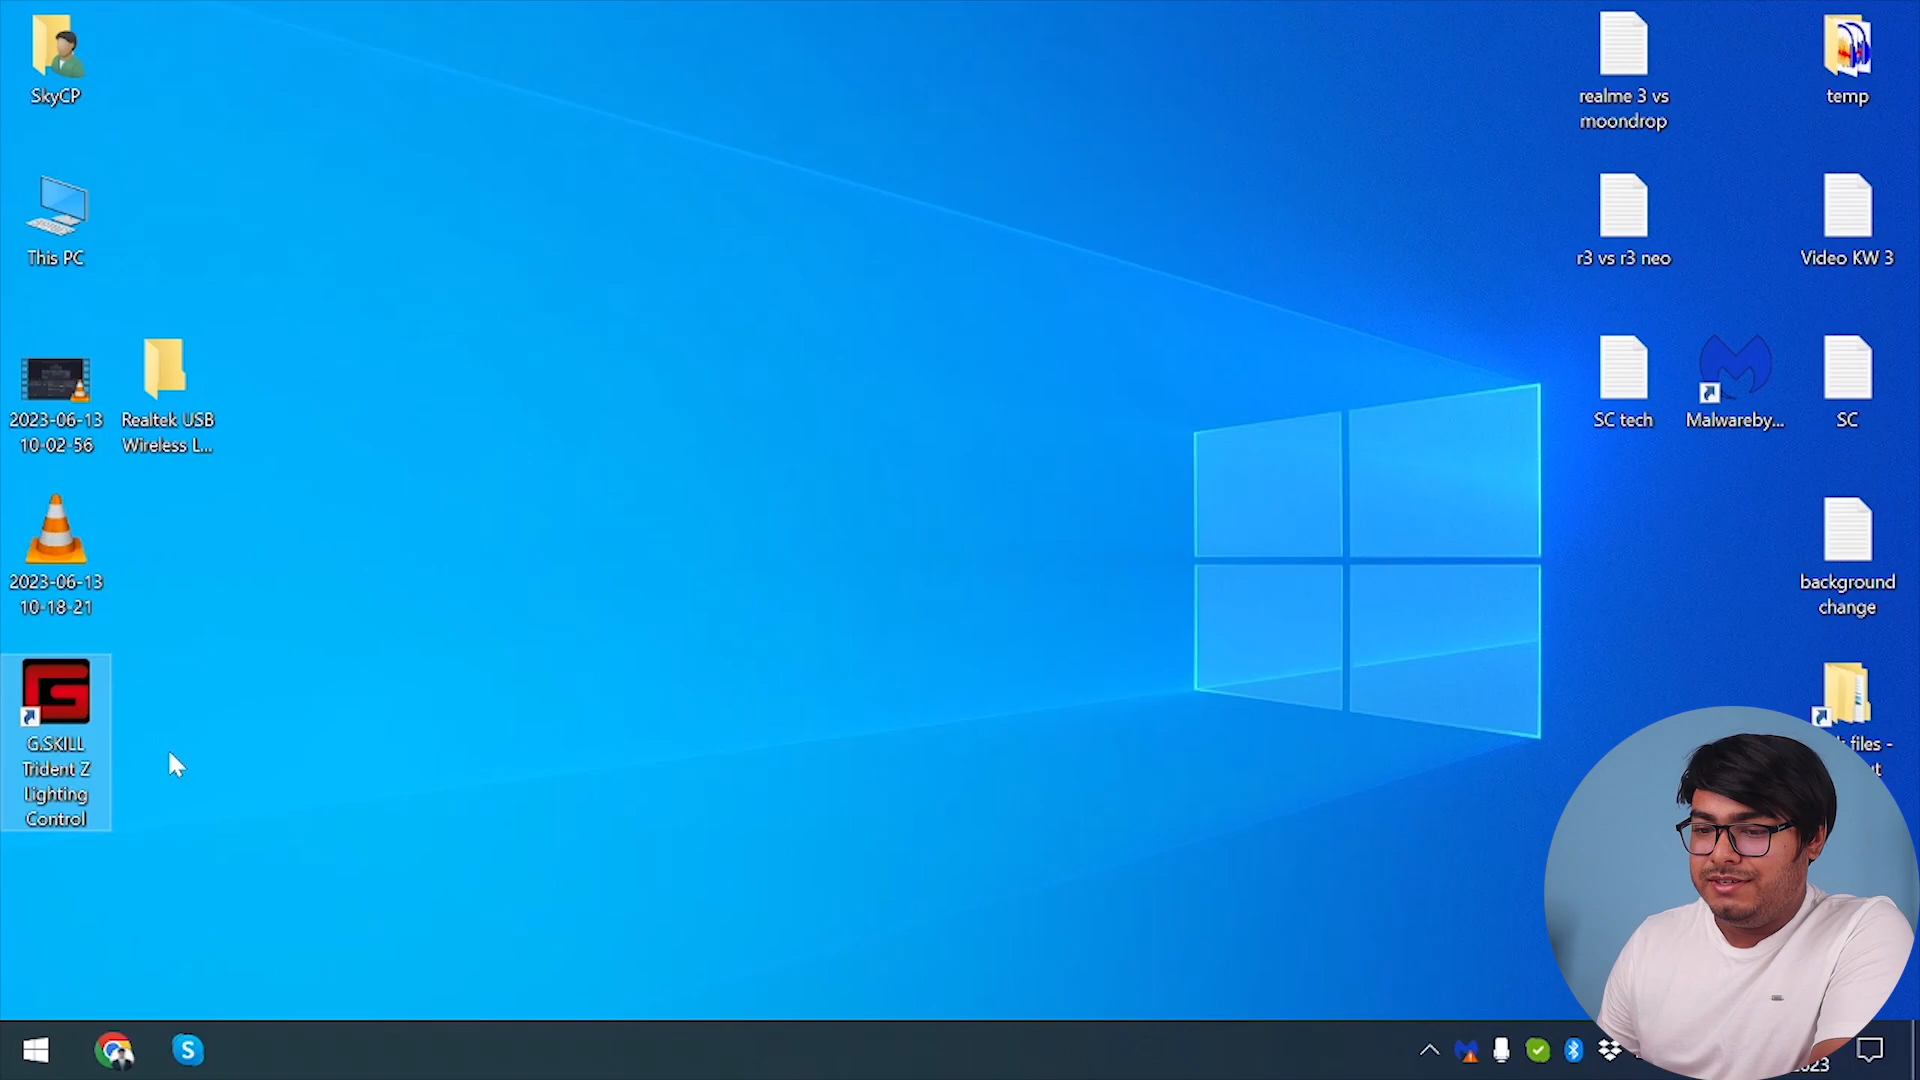 SkyCP
This PC
2023-06-13
10-02-56
Realtek USB
Wireless L...
2023-06-13
10-18-21
G.SKILL
Trident Z
Lighting
Control
realme 3 vs
moondrop
temp
r3 vs r3 neo
Video KW 3
SC tech
Malwareby...
SC
background
change
files -
S
2023